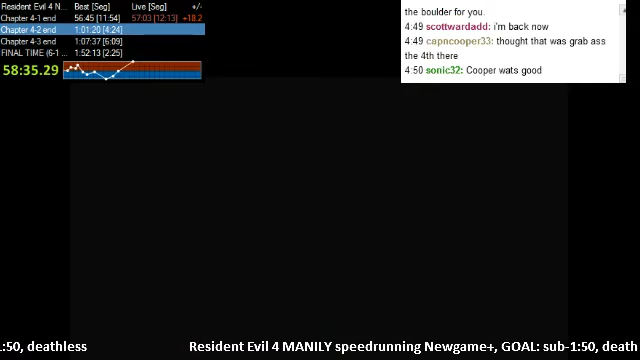 Resident Evil 4 N... Best [Seg] Live [Seg] +/-
Chapter 4-1 end 56:45 [11:54] 57:03 [12:13] +18.2
Chapter 4-2 end 1:01:20 [4:24]
Chapter 4-3 end 1:07:37 [6:09]
FINAL TIME (6-1 1:52:13 [2:25]
58:35.29
the boulder for you.
4:49 scottwardadd: i'm back now
4:49 capncooper33: thought that was grab ass
the 4th there
4:50 sonic32: Cooper wats good
1:50, deathless Resident Evil 4 MANILY speedrunning Newgame+, GOAL: sub-1:50, death